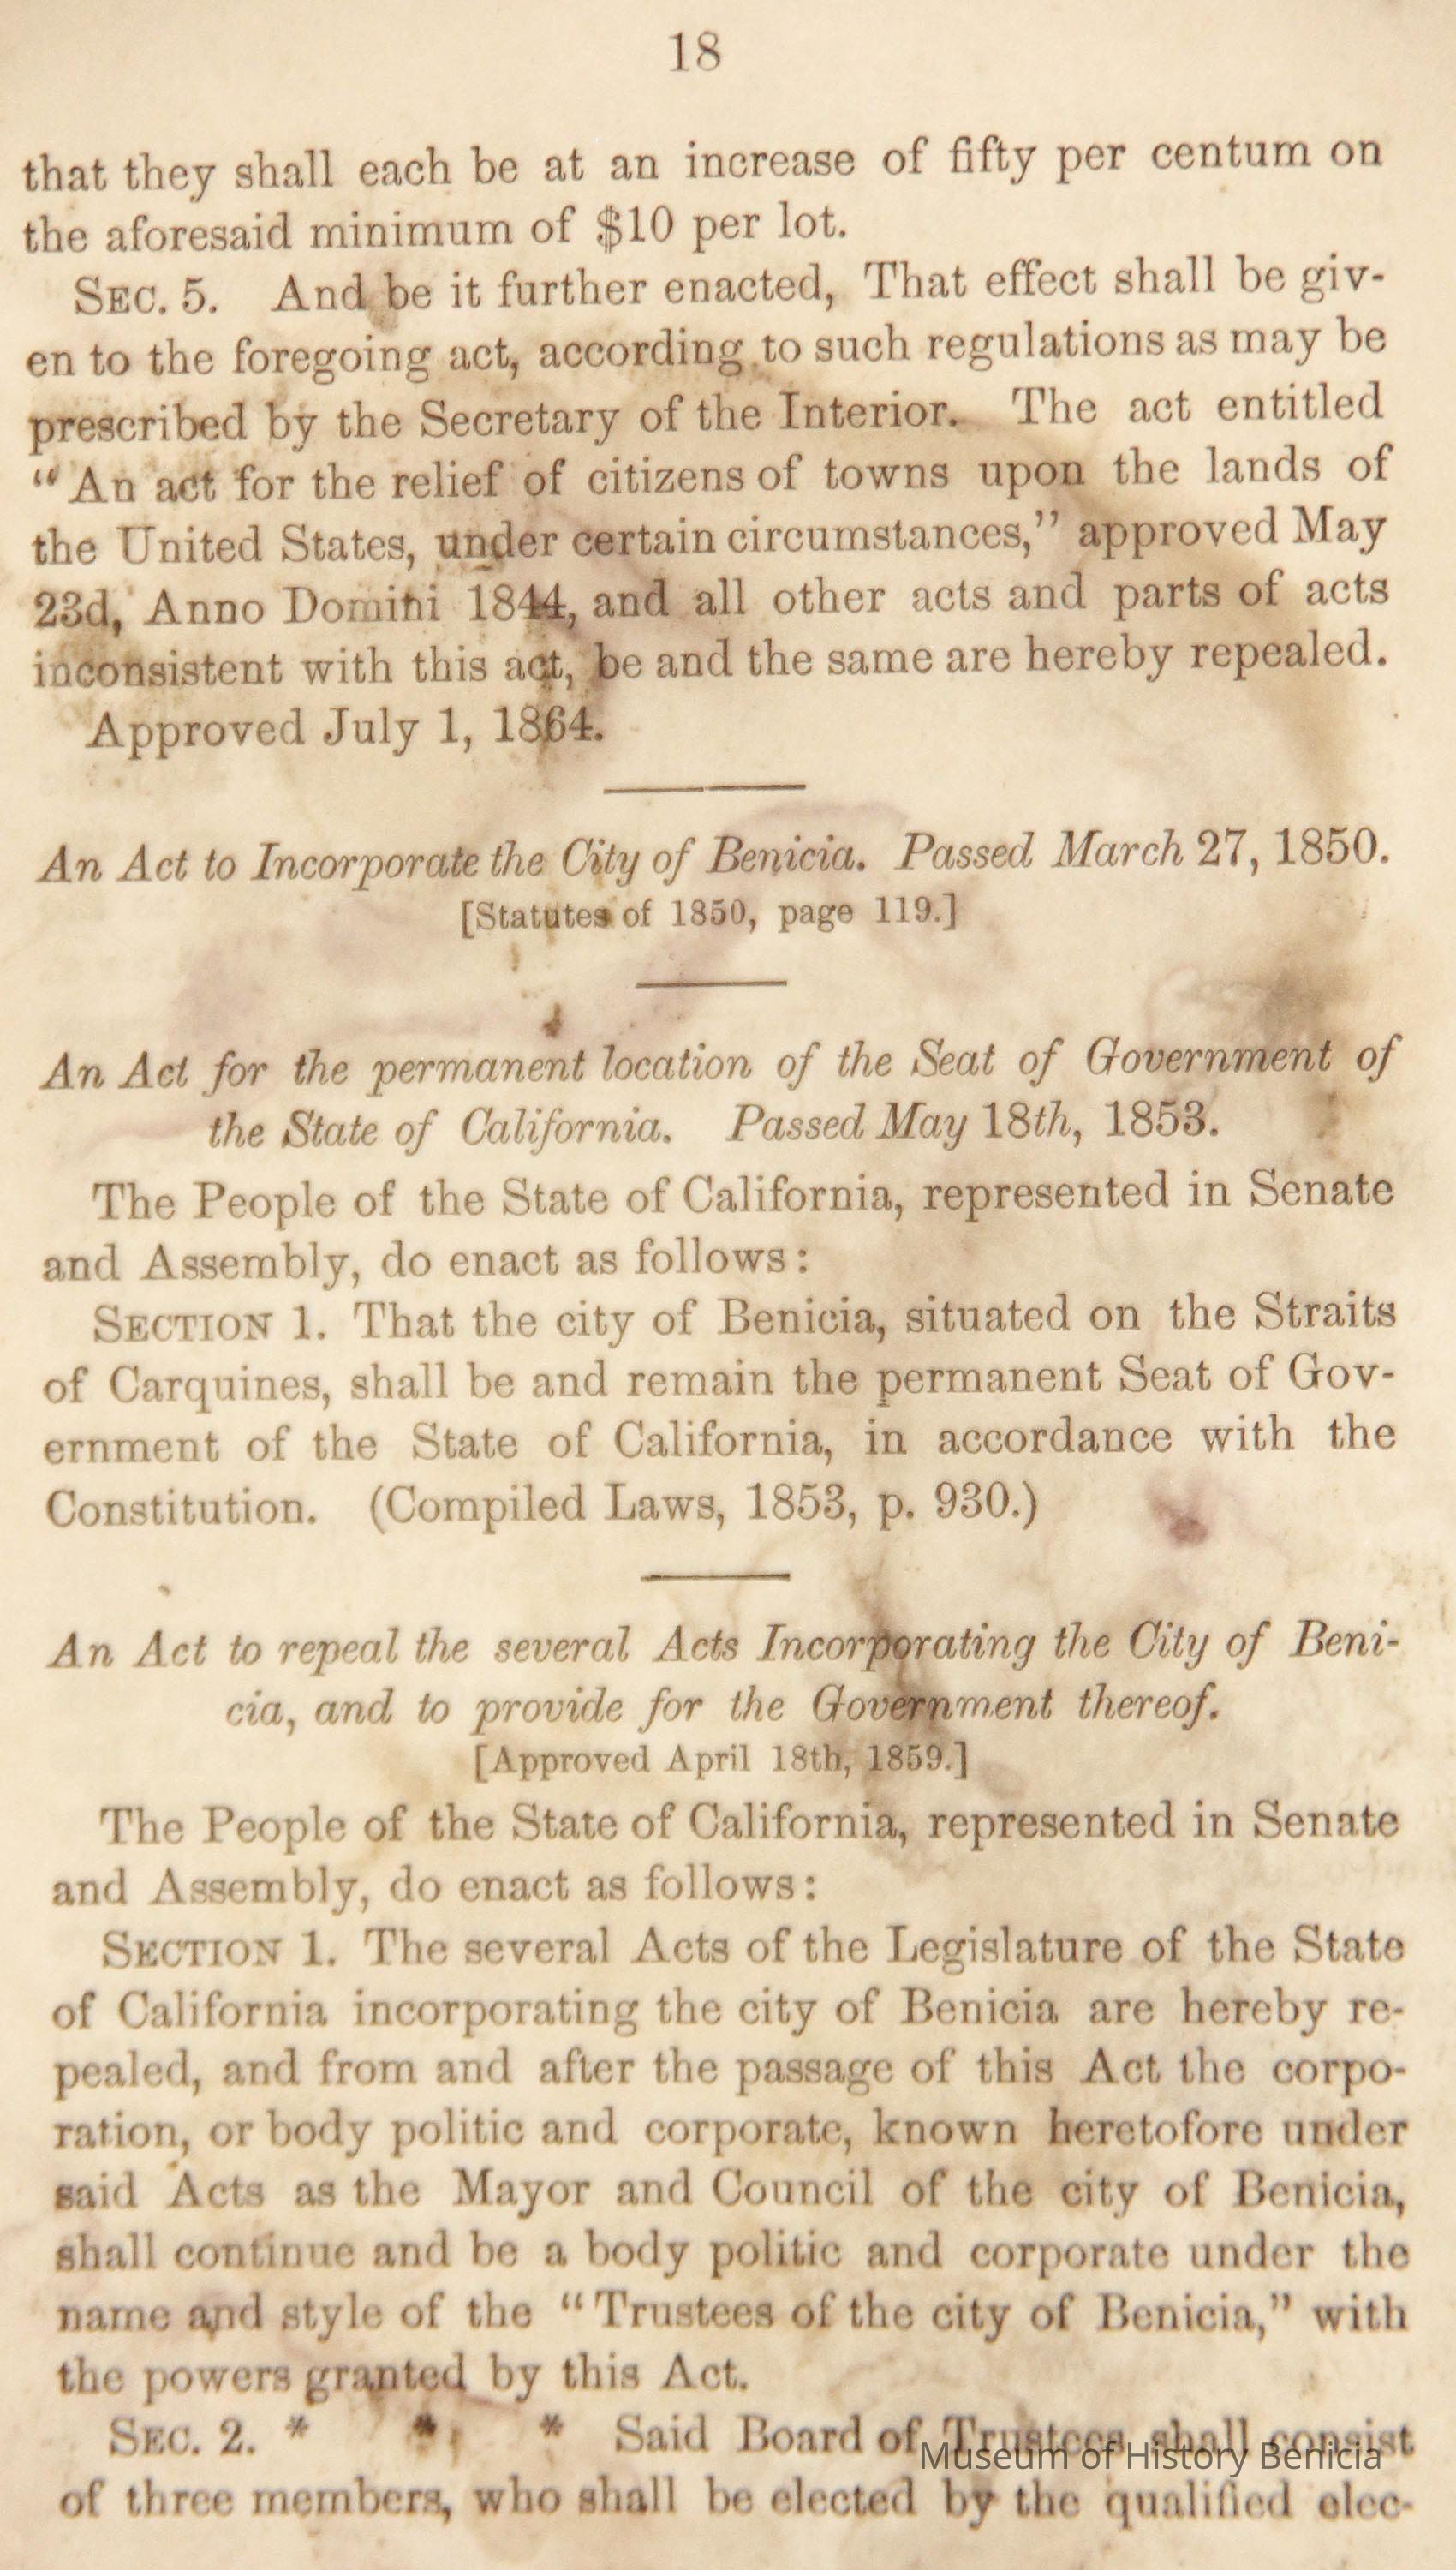 18
that they shall each be at an increase of fifty per centum on
the aforesaid minimum of $10 per lot.
SEC. 5. And be it further enacted, That effect shall be giv-
en to the foregoing act, according to such regulations as may be
prescribed by the Secretary of the Interior. The act entitled
“An act for the relief of citizens of towns upon the lands of
the United States, under certain circumstances,” approved May
23d, Anno Domini 1844, and all other acts and parts of acts
inconsistent with this act, be and the same are hereby repealed.
Approved July 1, 1864.
An Act to Incorporate the City of Benicia. Passed March 27, 1850.
[Statutes of 1850, page 119.]
An Act for the permanent location of the Seat of Government of
the State of California. Passed May 18th, 1853.
The People of the State of California, represented in Senate
and Assembly, do enact as follows:
SECTION 1. That the city of Benicia, situated on the Straits
of Carquines, shall be and remain the permanent Seat of Gov-
ernment of the State of California, in accordance with the
Constitution. (Compiled Laws, 1853, p. 930.)
An Act to repeal the several Acts Incorporating the City of Beni-
cia, and to provide for the Government thereof.
[Approved April 18th, 1859.]
The People of the State of California, represented in Senate
and Assembly, do enact as follows:
SECTION 1. The several Acts of the Legislature of the State
of California incorporating the city of Benicia are hereby re-
pealed, and from and after the passage of this Act the corpo-
ration, or body politic and corporate, known heretofore under
said Acts as the Mayor and Council of the city of Benicia,
shall continue and be a body politic and corporate under the
name and style of the “Trustees of the city of Benicia,” with
the powers granted by this Act.
SEC. 2. * * * Said Board of Trustees shall consist
of three members, who shall be elected by the qualified elec-
Museum of History Benicia